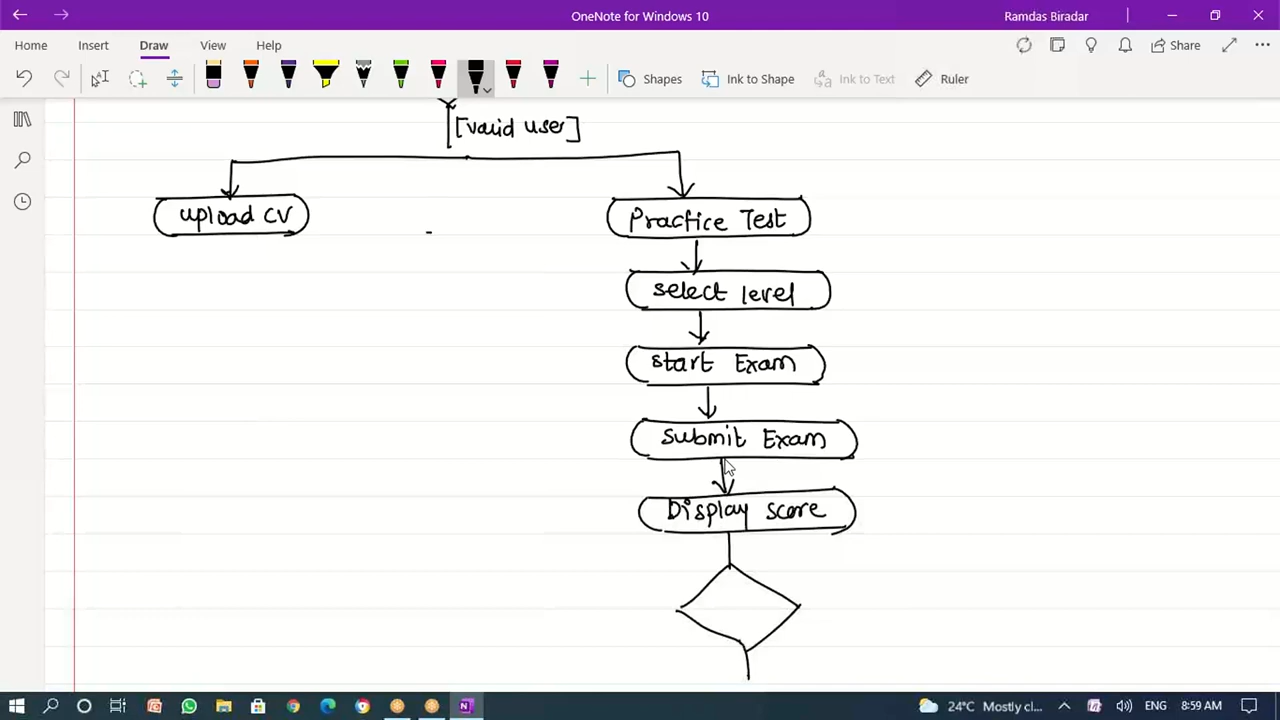 OneNote for Windows 10
Ramdas Biradar
Home Insert Draw View Help
Share
Shapes Ink to Shape Ink to Text Ruler
[valid user]
upload CV
Practice Test
select level
start Exam
submit Exam
Display score
24°C Mostly cl...
ENG 8:59 AM